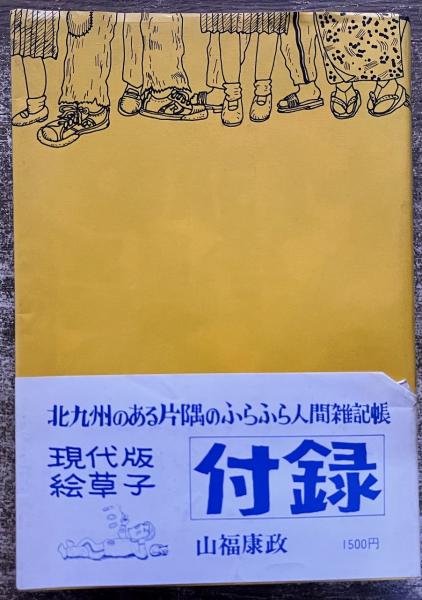 北九州のある片隅のふらふら人間雑記帳
現代版
絵草子
付録
山福康政
1500円